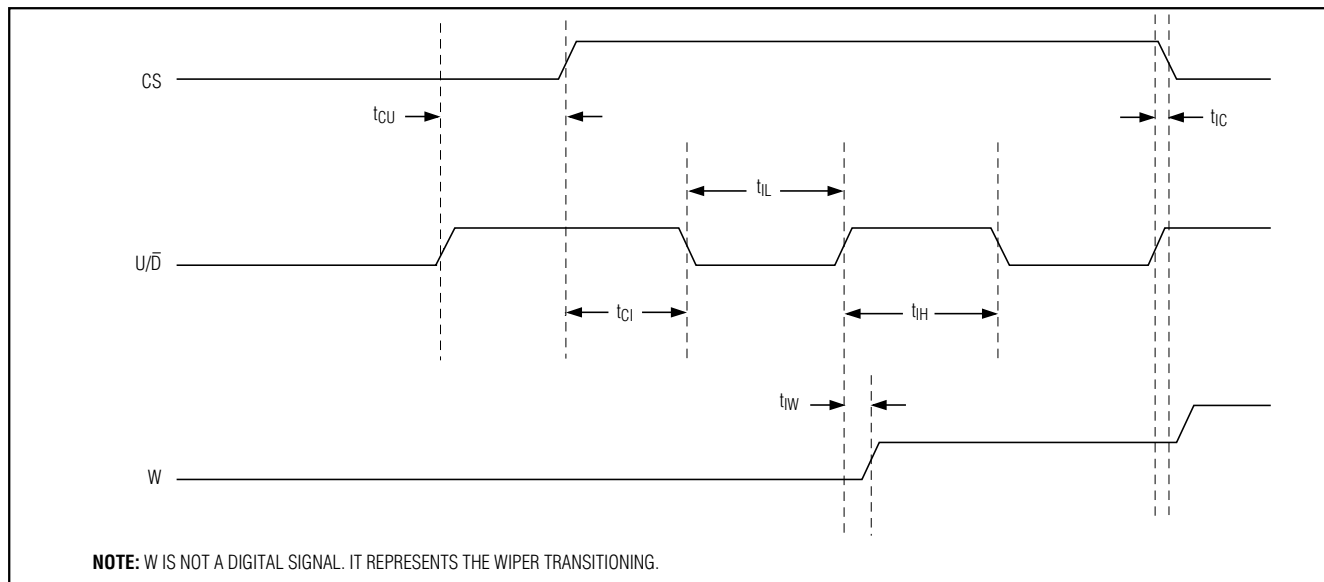 CS
tCU
tIC
tIL
U/D̅
tCI
tIH
tIW
W
NOTE: W IS NOT A DIGITAL SIGNAL. IT REPRESENTS THE WIPER TRANSITIONING.